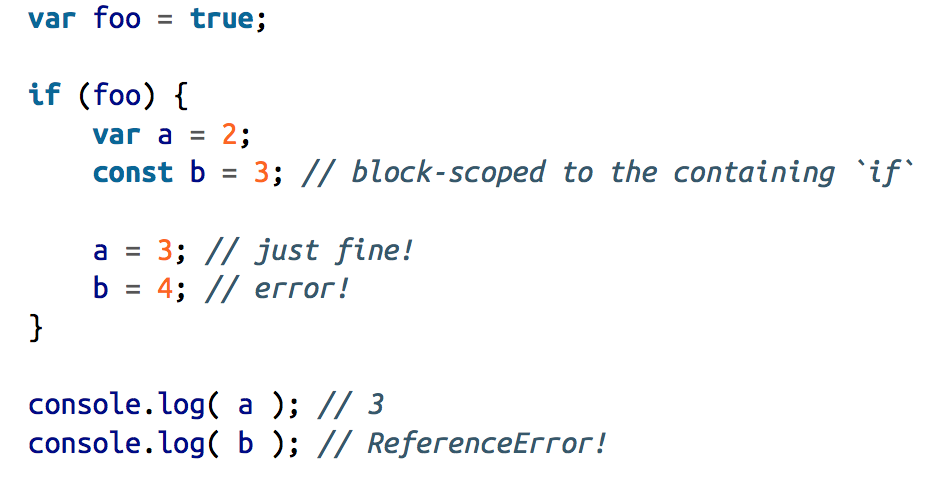 var foo = true;
if (foo) {
var a = 2;
const b = 3; // block-scoped to the containing `if`
a = 3; // just fine!
b = 4; // error!
}
console.log( a ); // 3
console.log( b ); // ReferenceError!